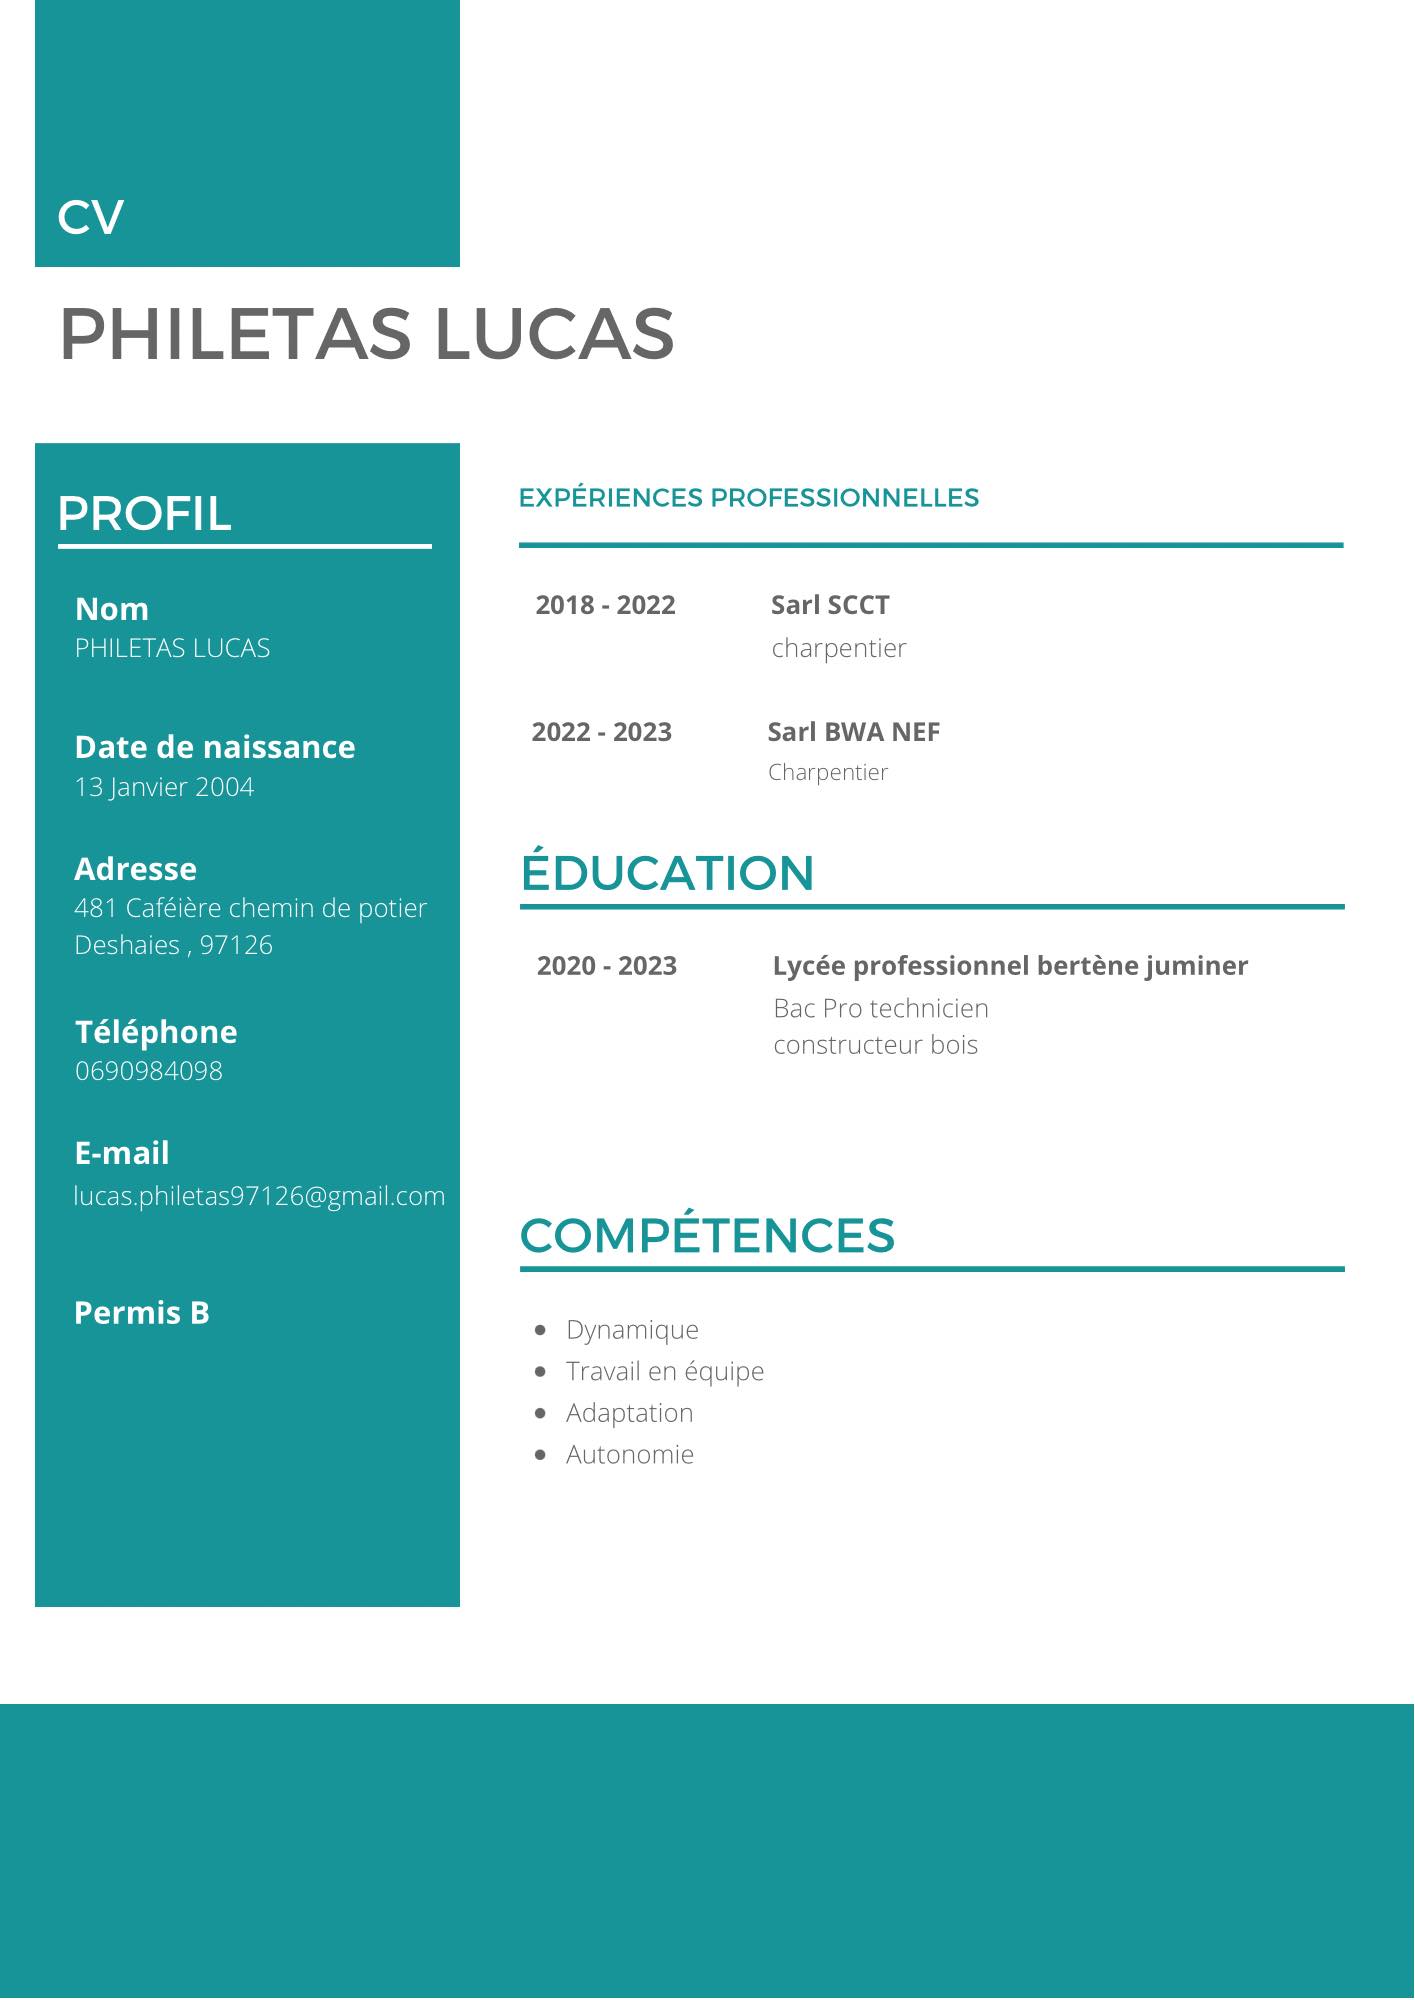 CV
PHILETAS LUCAS
PROFIL
Nom
PHILETAS LUCAS
Date de naissance
13 Janvier 2004
Adresse
481 Caféière chemin de potier
Deshaies , 97126
Téléphone
0690984098
E-mail
lucas.philetas97126@gmail.com
Permis B
EXPÉRIENCES PROFESSIONNELLES
2018 - 2022 Sarl SCCT
charpentier
2022 - 2023 Sarl BWA NEF
Charpentier
ÉDUCATION
2020 - 2023 Lycée professionnel bertène juminer
Bac Pro technicien
constructeur bois
COMPÉTENCES
• Dynamique
• Travail en équipe
• Adaptation
• Autonomie